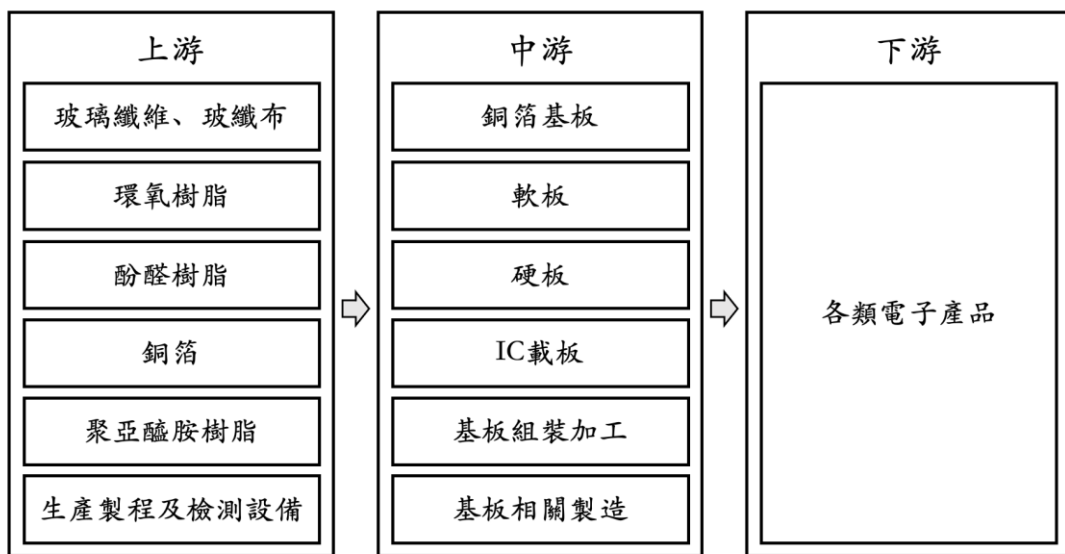 上游
玻璃纖維、玻纖布
環氧樹脂
酚醛樹脂
銅箔
聚亞醯胺樹脂
生產製程及檢測設備
中游
銅箔基板
軟板
硬板
IC載板
基板組裝加工
基板相關製造
下游
各類電子產品